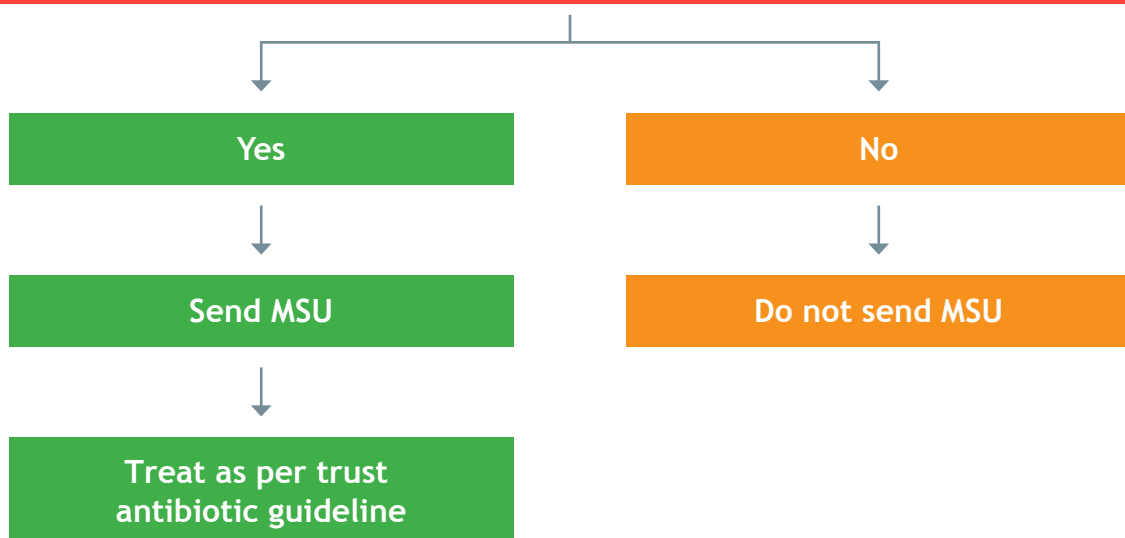 Yes
No
Send MSU
Do not send MSU
Treat as per trust
antibiotic guideline